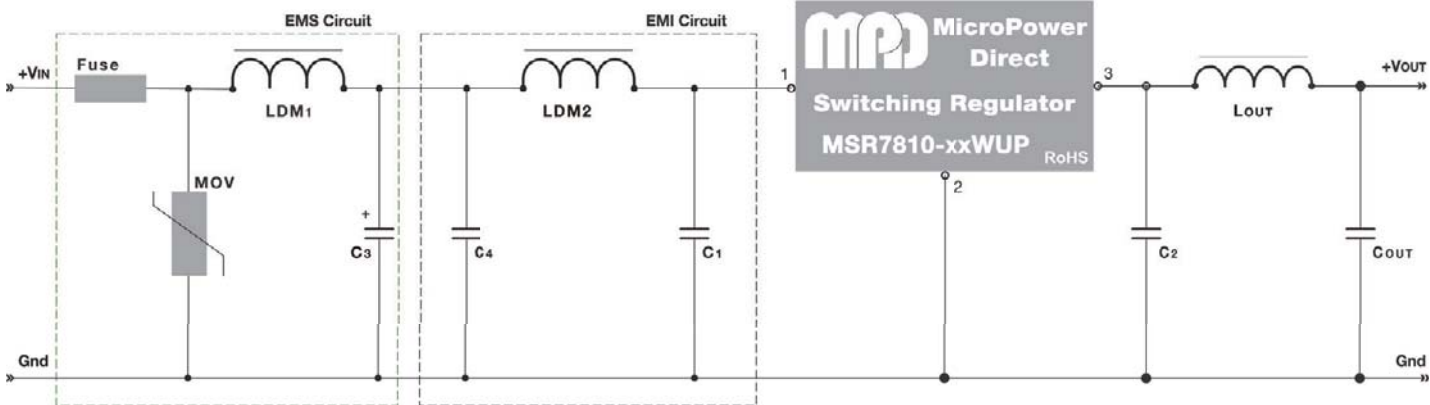 EMS Circuit
EMI Circuit
MPD MicroPower
Direct
Switching Regulator
MSR7810-xxWUP
RoHS
+VIN
Fuse
LDM1
LDM2
1
3
LOUT
+VOUT
MOV
2
+
C3
C4
C1
C2
COUT
Gnd
Gnd